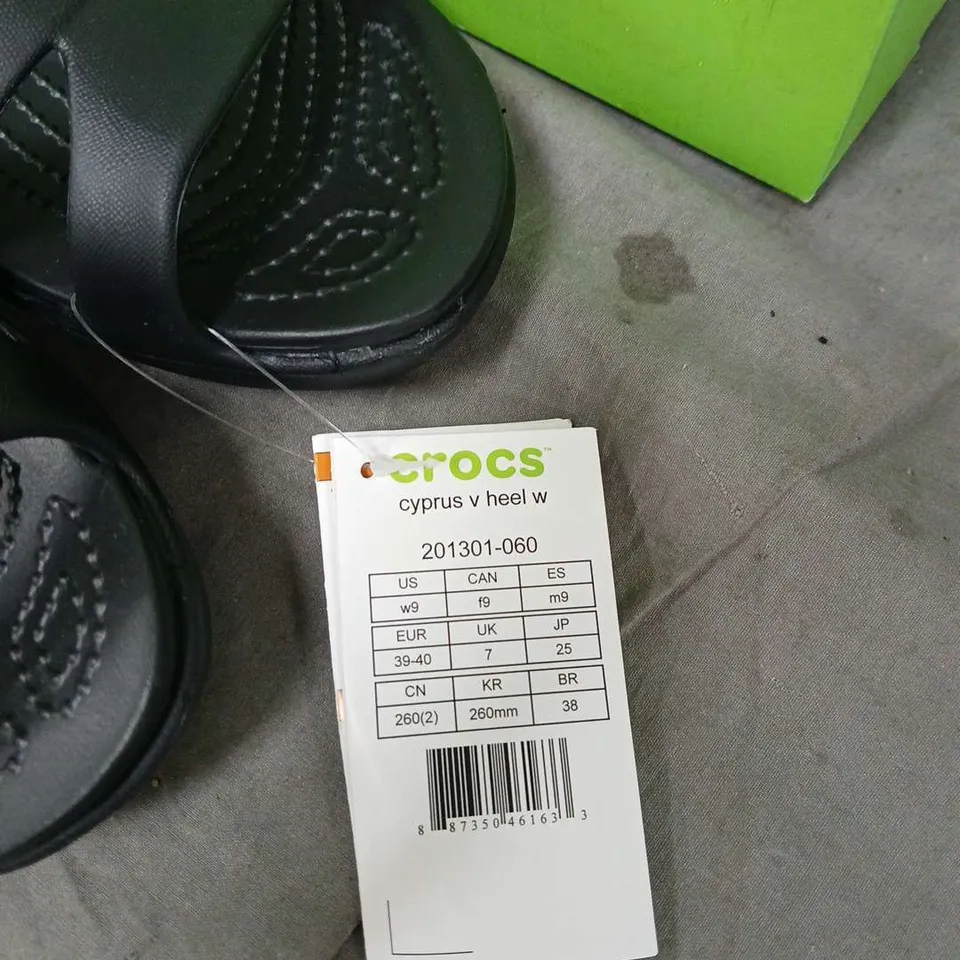 crocs™
cyprus v heel w
201301-060
US CAN ES
w9 f9 m9
EUR UK JP
39-40 7 25
CN KR BR
260(2) 260mm 38
8 87350 46163 3